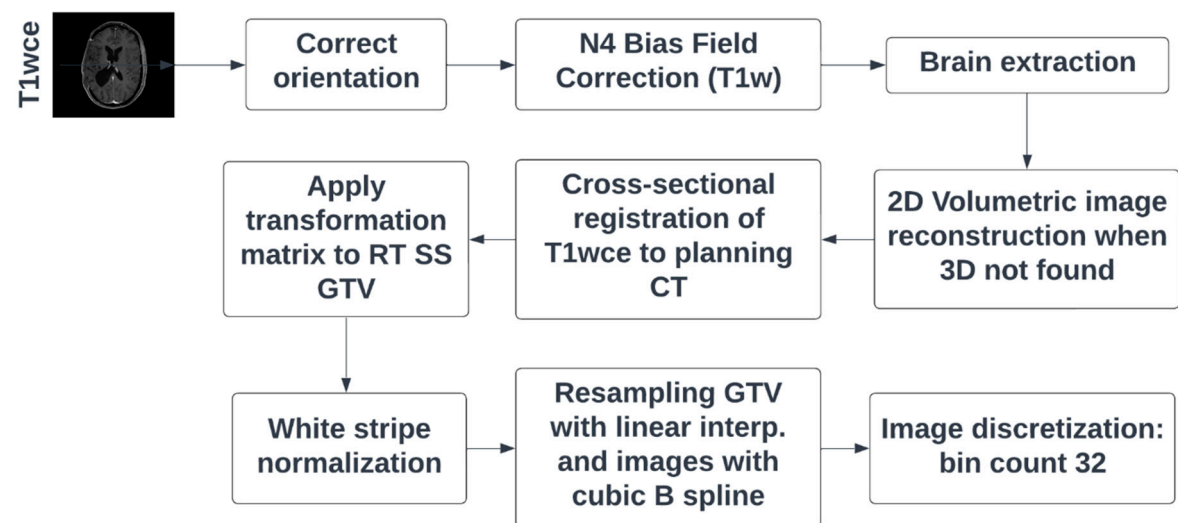 T1wce
Correct
orientation
N4 Bias Field
Correction (T1w)
Brain extraction
2D Volumetric image
reconstruction when
3D not found
Cross-sectional
registration of
T1wce to planning
CT
Apply
transformation
matrix to RT SS
GTV
White stripe
normalization
Resampling GTV
with linear interp.
and images with
cubic B spline
Image discretization:
bin count 32